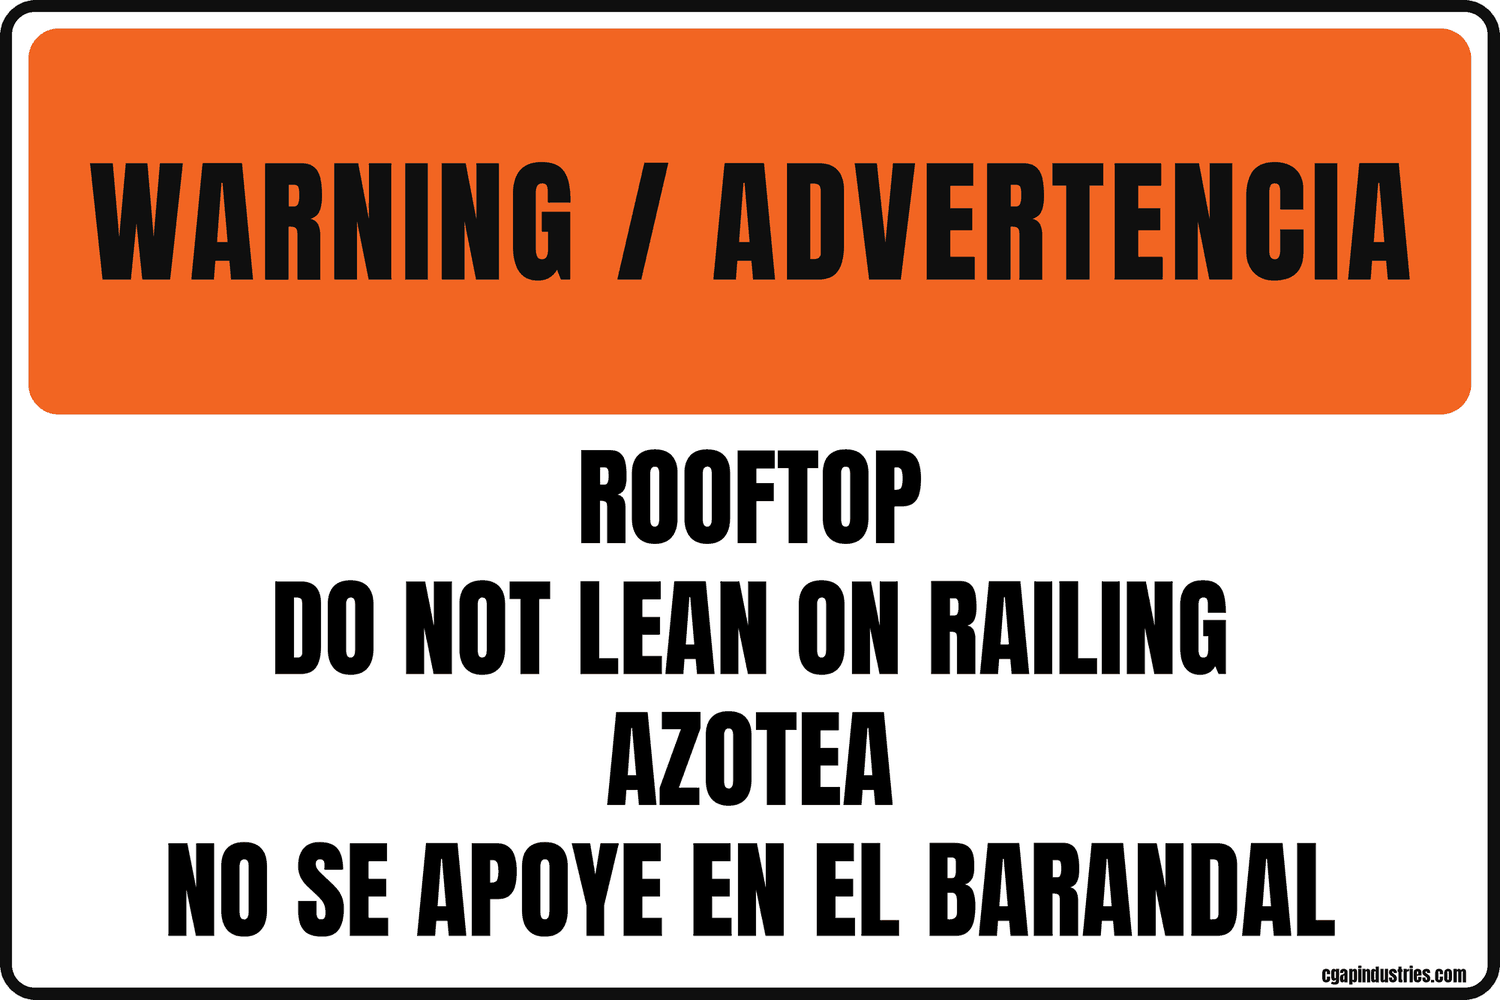 WARNING / ADVERTENCIA
ROOFTOP
DO NOT LEAN ON RAILING
AZOTEA
NO SE APOYE EN EL BARANDAL
cgapindustries.com